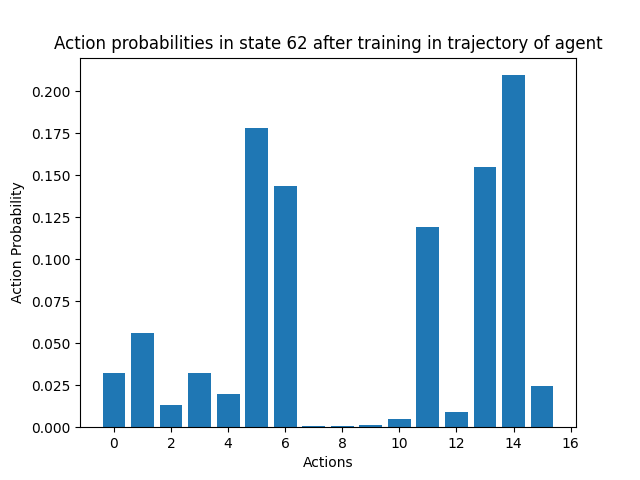 Action probabilities in state 62 after training in trajectory of agent
0.200
0.175
0.150
0.125
0.100
0.075
0.050
0.025
0.000
Action Probability
0 2 4 6 8 10 12 14 16
Actions